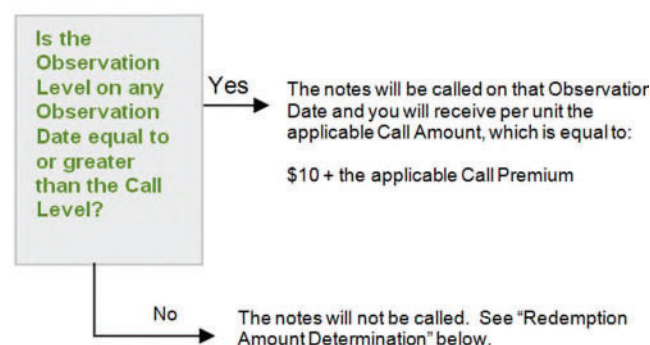 Is the
Observation
Level on any
Observation
Date equal to
or greater
than the Call
Level?
Yes
The notes will be called on that Observation
Date and you will receive per unit the
applicable Call Amount, which is equal to:
$10 + the applicable Call Premium
No
The notes will not be called. See “Redemption
Amount Determination” below.